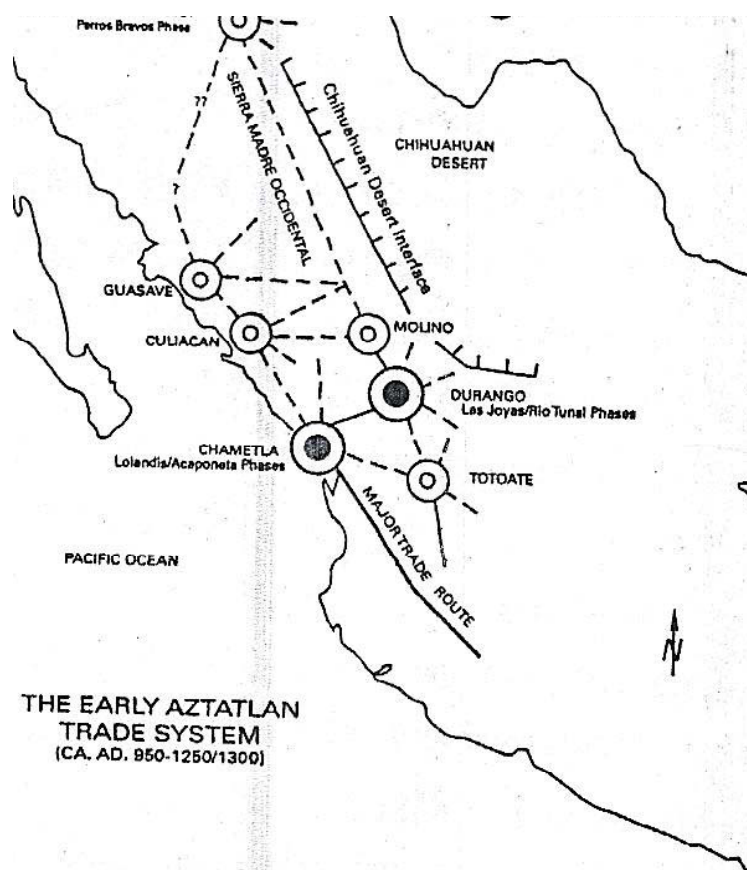 Perros Bravos Phase
??
SIERRA MADRE OCCIDENTAL
Chihuahuan Desert Interface
CHIHUAHUAN
DESERT
?
GUASAVE
CULIACAN
MOLINO
DURANGO
Las Joyas/Rio Tunal Phases
CHAMETLA
Lolandis/Acaponeta Phases
TOTOATE
MAJOR TRADE ROUTE
PACIFIC OCEAN
N
THE EARLY AZTATLAN
TRADE SYSTEM
(CA. AD. 950-1250/1300)